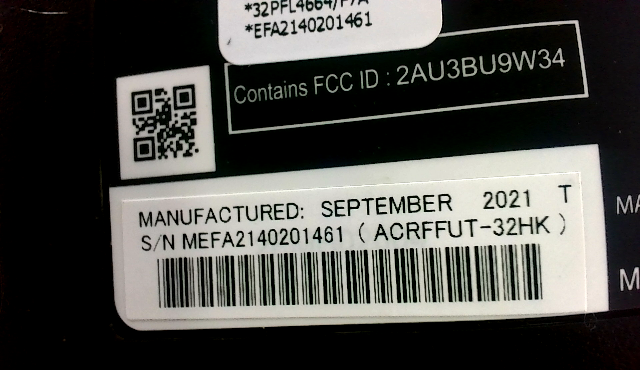 *32PFL4664/F7A
*EFA2140201461
Contains FCC ID : 2AU3BU9W34
MANUFACTURED: SEPTEMBER 2021 T
S/N MEFA2140201461 ( ACRFFUT-32HK )